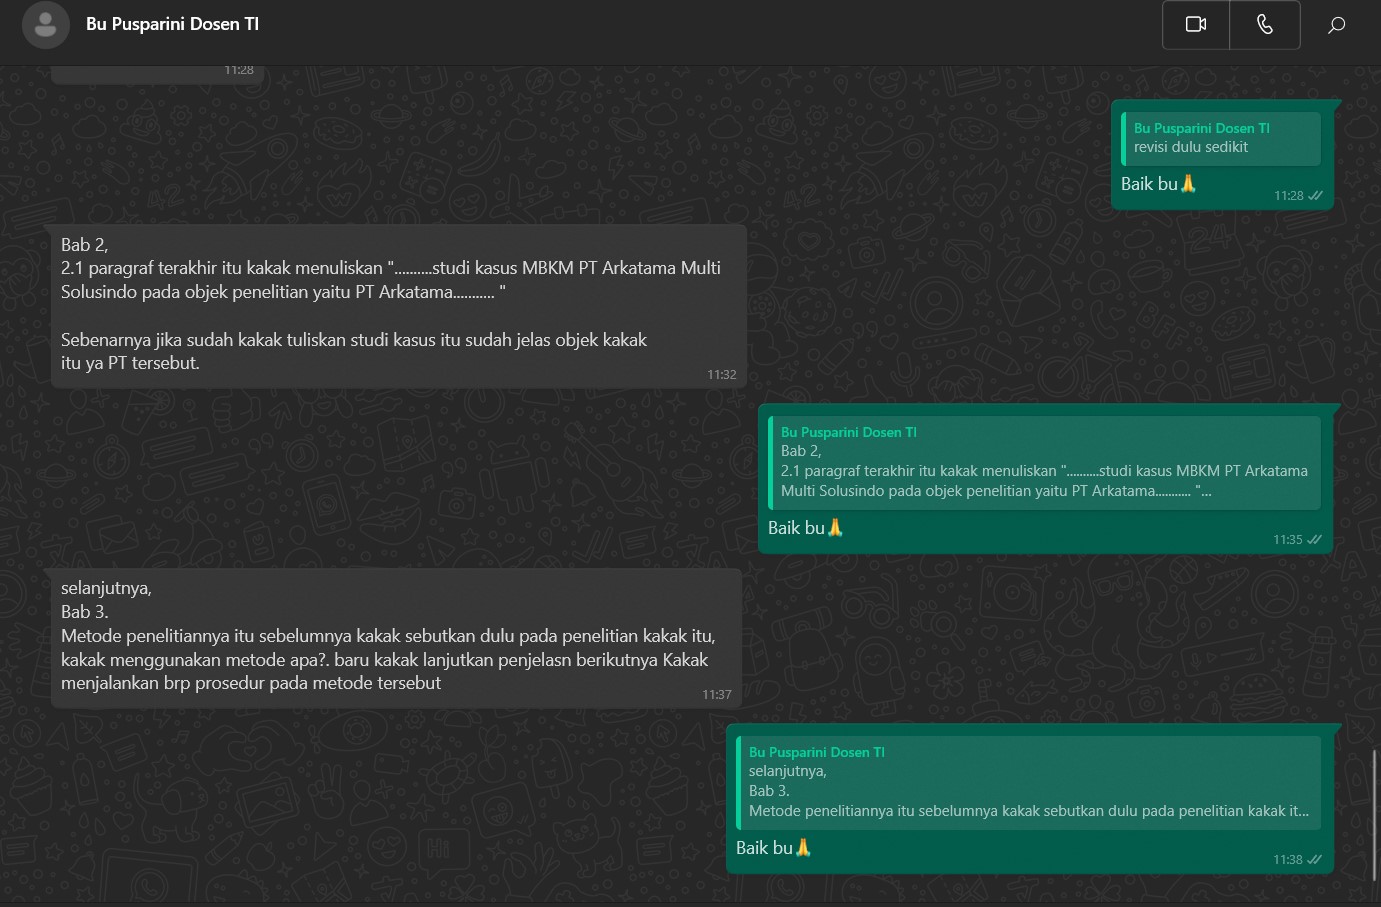 Bu Pusparini Dosen TI
11:28
Bu Pusparini Dosen TI
revisi dulu sedikit
Baik bu🙏
11:28
Bab 2,
2.1 paragraf terakhir itu kakak menuliskan "..........studi kasus MBKM PT Arkatama Multi
Solusindo pada objek penelitian yaitu PT Arkatama........... "
Sebenarnya jika sudah kakak tuliskan studi kasus itu sudah jelas objek kakak
itu ya PT tersebut.
11:32
Bu Pusparini Dosen TI
Bab 2,
2.1 paragraf terakhir itu kakak menuliskan "..........studi kasus MBKM PT Arkatama
Multi Solusindo pada objek penelitian yaitu PT Arkatama........... "...
Baik bu🙏
11:35
selanjutnya,
Bab 3.
Metode penelitiannya itu sebelumnya kakak sebutkan dulu pada penelitian kakak itu,
kakak menggunakan metode apa?. baru kakak lanjutkan penjelasn berikutnya Kakak
menjalankan brp prosedur pada metode tersebut
11:37
Bu Pusparini Dosen TI
selanjutnya,
Bab 3.
Metode penelitiannya itu sebelumnya kakak sebutkan dulu pada penelitian kakak it...
Baik bu🙏
11:38